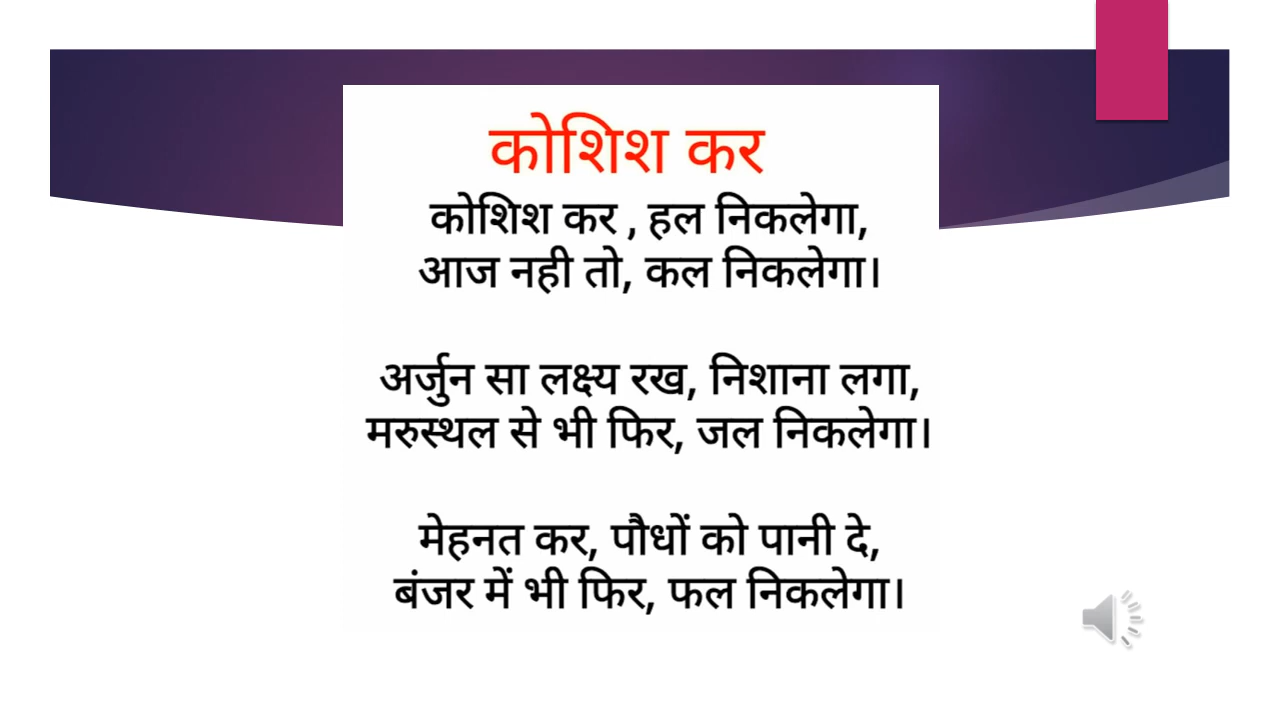 कोशिश कर
कोशिश कर , हल निकलेगा,
आज नही तो, कल निकलेगा।
अर्जुन सा लक्ष्य रख, निशाना लगा,
मरुस्थल से भी फिर, जल निकलेगा।
मेहनत कर, पौधों को पानी दे,
बंजर में भी फिर, फल निकलेगा।